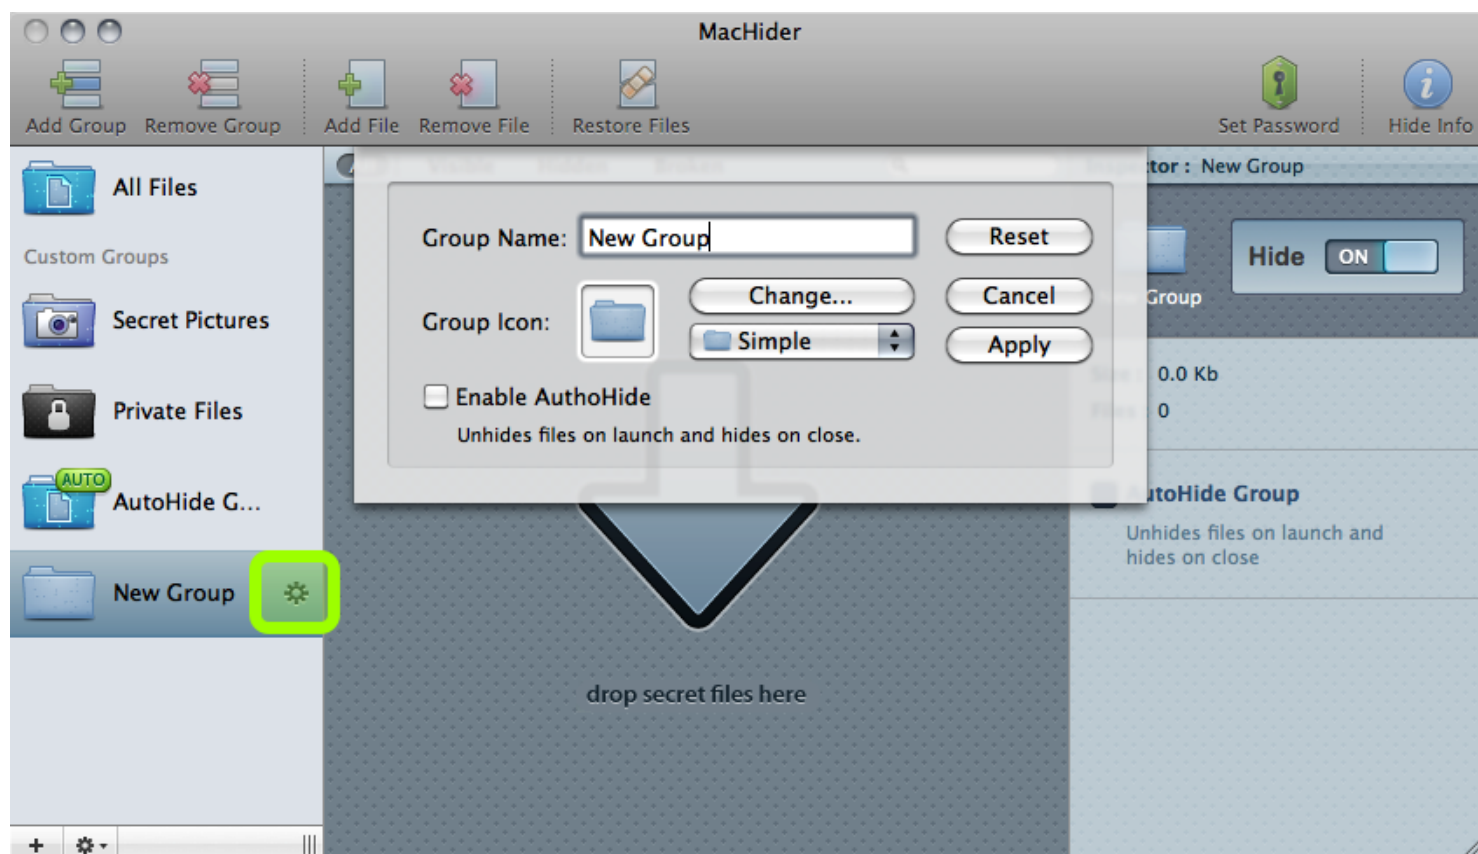 MacHider
Add Group Remove Group Add File Remove File Restore Files Set Password Hide Info
All Files
Custom Groups
Secret Pictures
Private Files
AUTO
AutoHide G...
New Group
Visible Hidden Broken
Group Name: New Group Reset
Group Icon: Change... Cancel
Simple Apply
Enable AuthoHide
Unhides files on launch and hides on close.
drop secret files here
New Group
Hide ON
Group
0.0 Kb
0
Group
Unhides files on launch and
hides on close